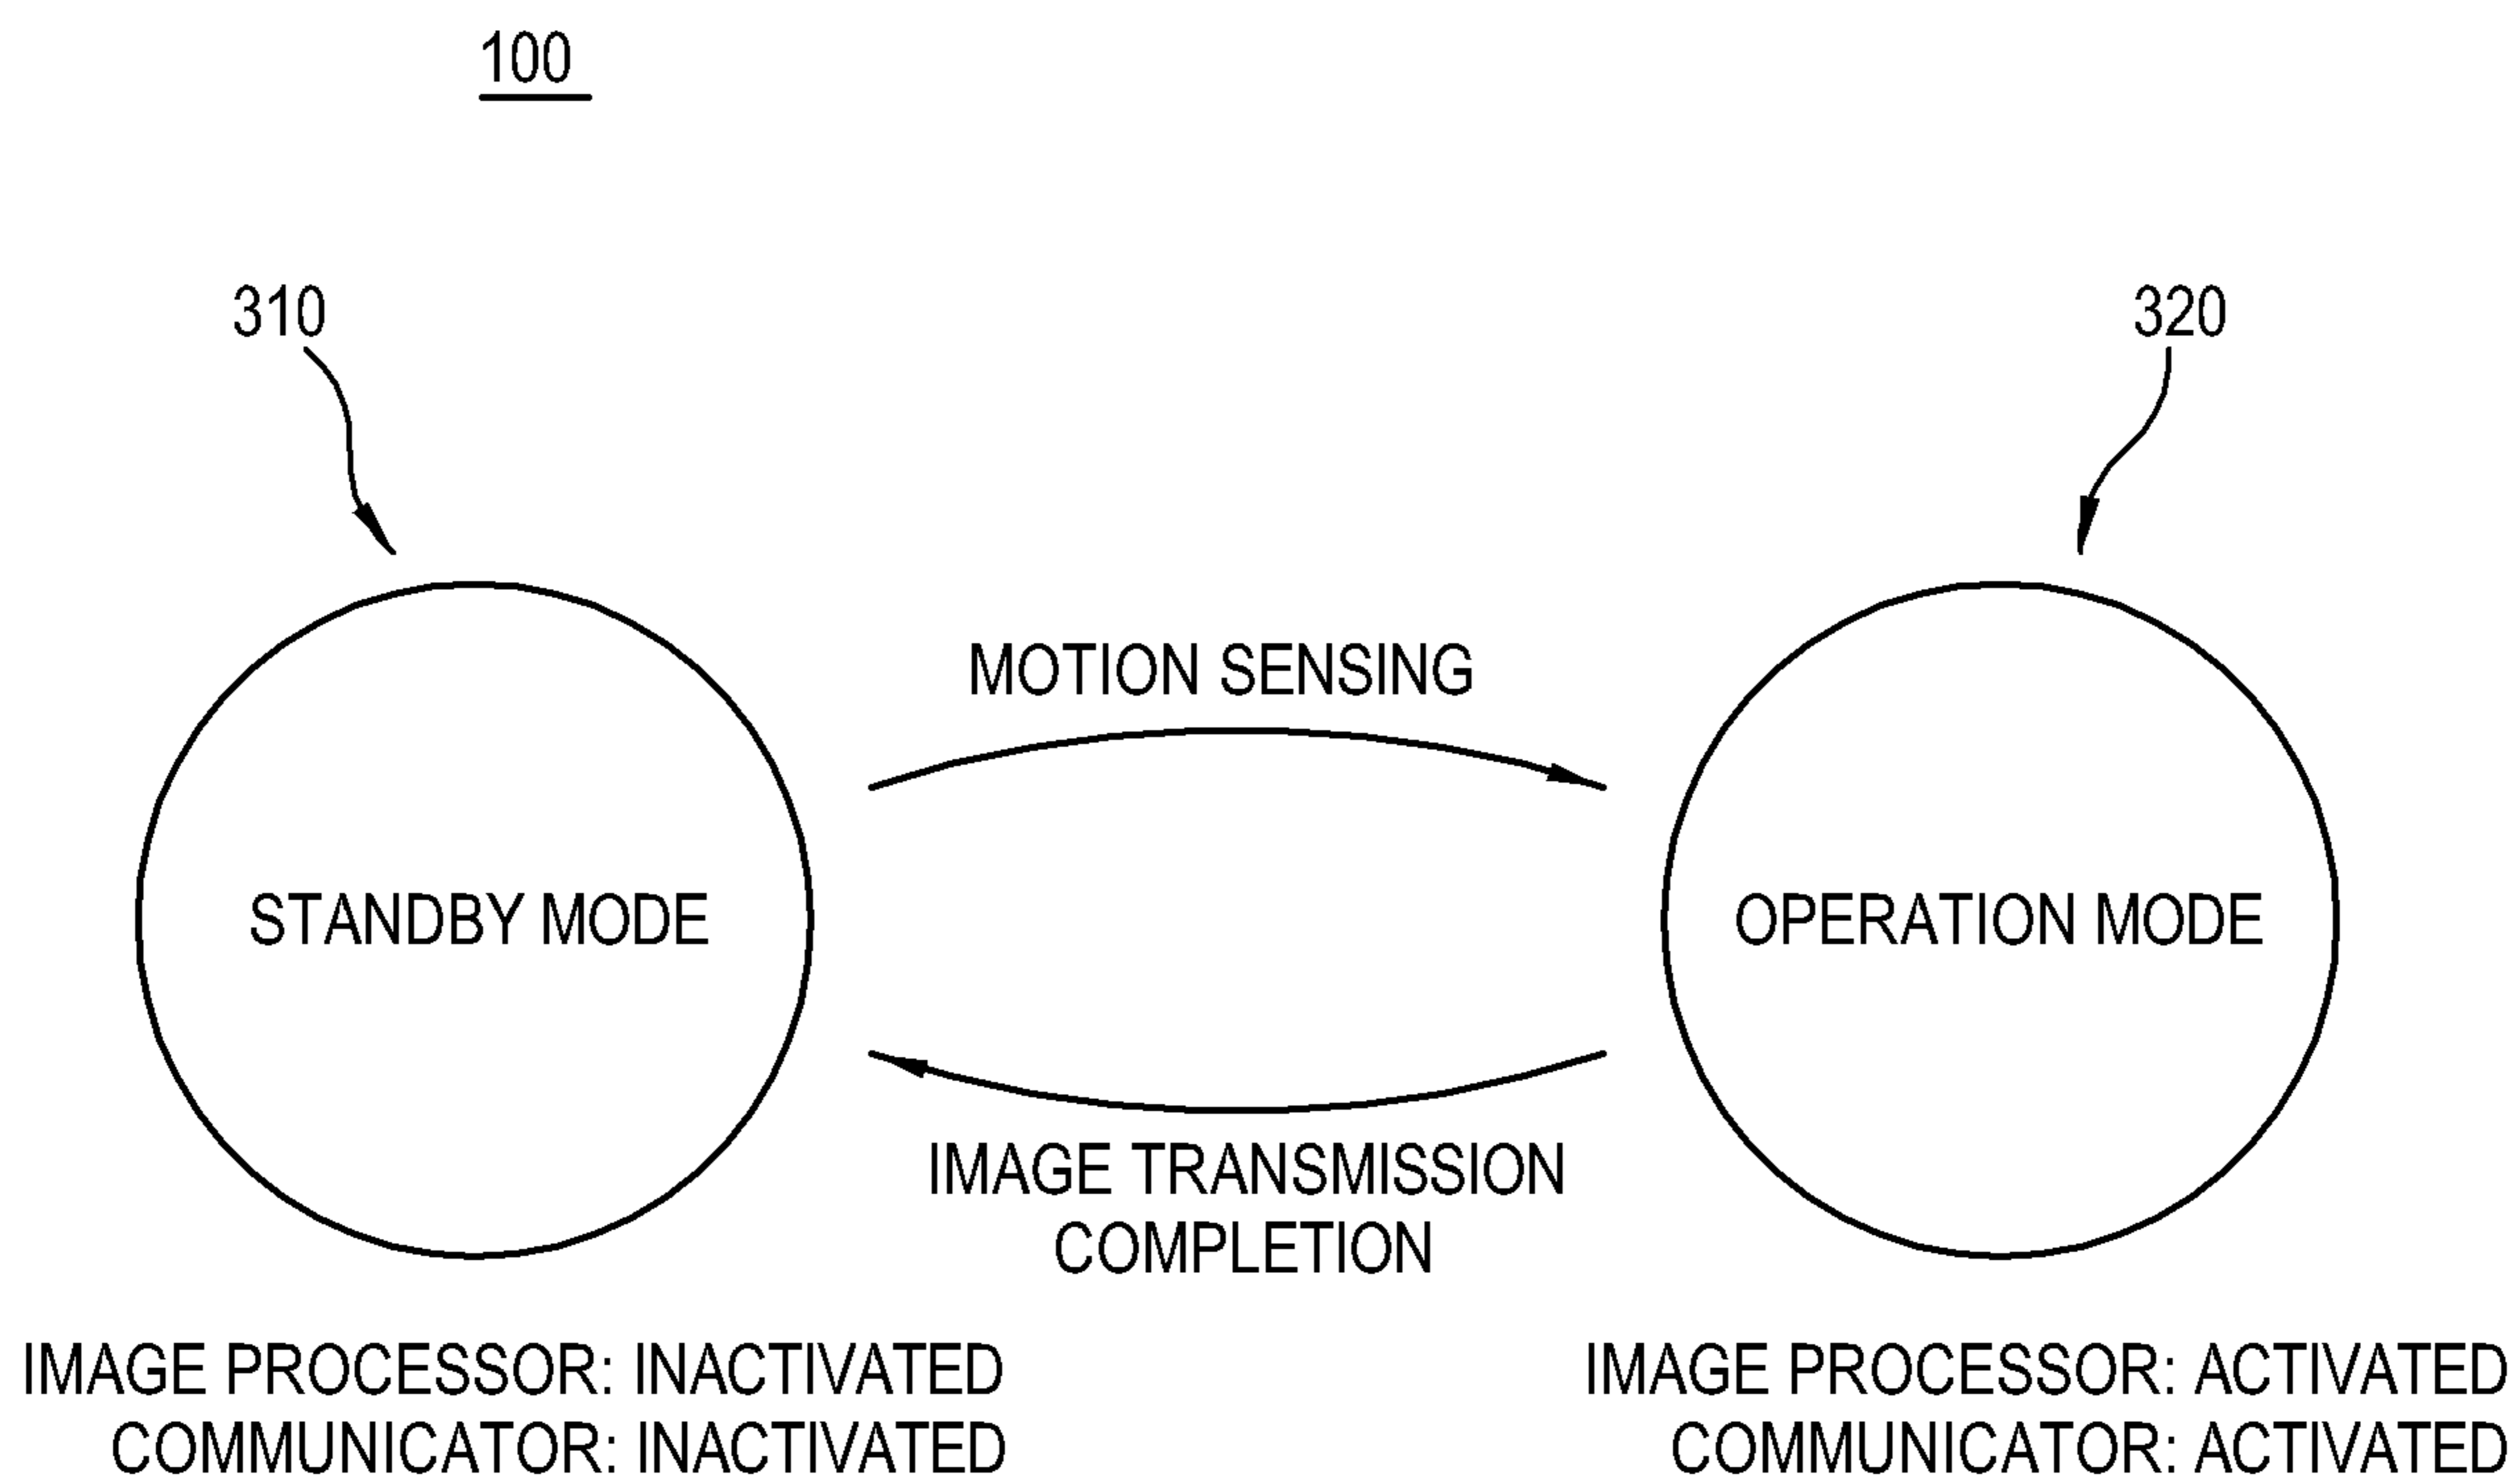 100
310
320
MOTION SENSING
STANDBY MODE
OPERATION MODE
IMAGE TRANSMISSION
COMPLETION
IMAGE PROCESSOR: INACTIVATED
COMMUNICATOR: INACTIVATED
IMAGE PROCESSOR: ACTIVATED
COMMUNICATOR: ACTIVATED